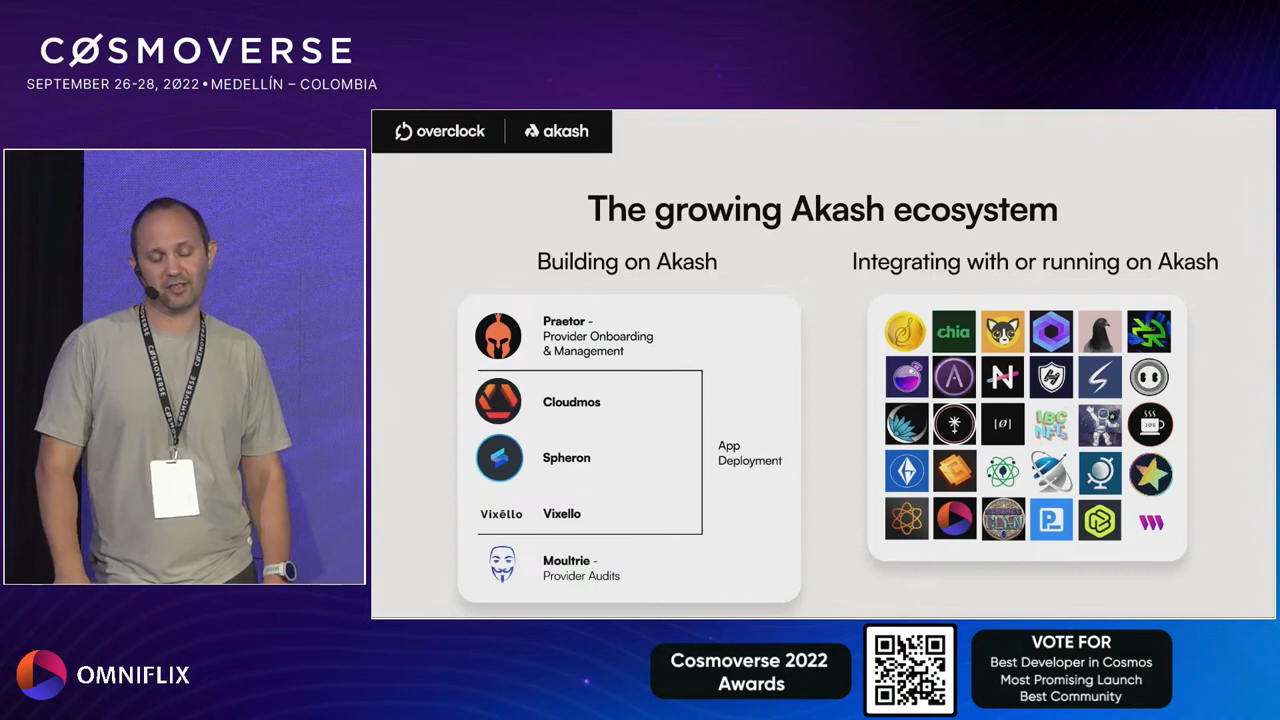 CØSMOVERSE
SEPTEMBER 26-28, 2Ø22 • MEDELLÍN – COLOMBIA
overclock
akash
The growing Akash ecosystem
Building on Akash
Integrating with or running on Akash
Praetor -
Provider Onboarding
& Management
Cloudmos
Spheron
Vixéllo
Vixello
App
Deployment
Moultrie -
Provider Audits
chia
IBC
NFT
CØSMOVERSE
OMNIFLIX
Cosmoverse 2022
Awards
VOTE FOR
Best Developer in Cosmos
Most Promising Launch
Best Community